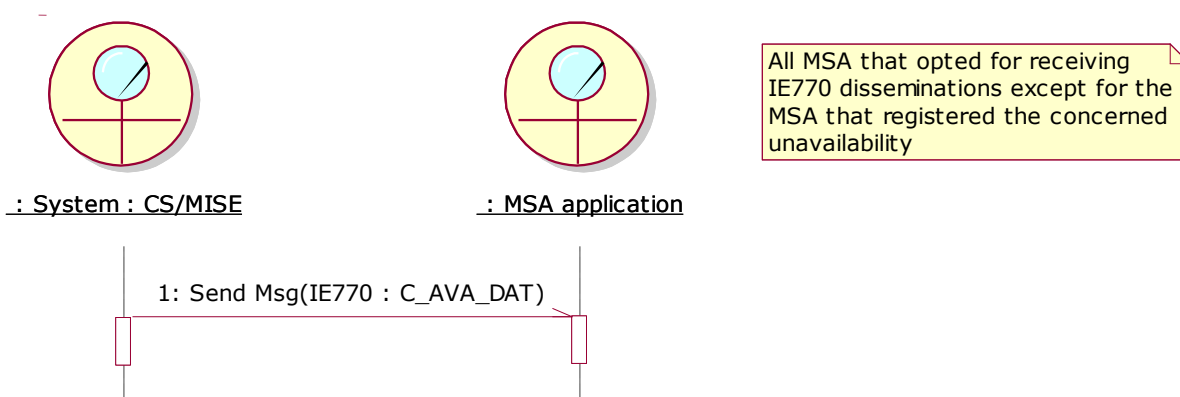 All MSA that opted for receiving
IE770 disseminations except for the
MSA that registered the concerned
unavailability
: System : CS/MISE
: MSA application
1: Send Msg(IE770 : C_AVA_DAT)